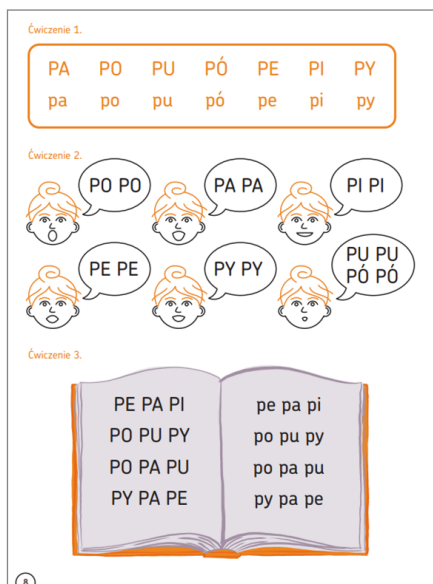 Ćwiczenie 1.
PA PO PU PÓ PE PI PY
pa po pu pó pe pi py
Ćwiczenie 2.
PO PO
PA PA
PI PI
PE PE
PY PY
PU PU
PÓ PÓ
Ćwiczenie 3.
PE PA PI
PO PU PY
PO PA PU
PY PA PE
pe pa pi
po pu py
po pa pu
py pa pe
8